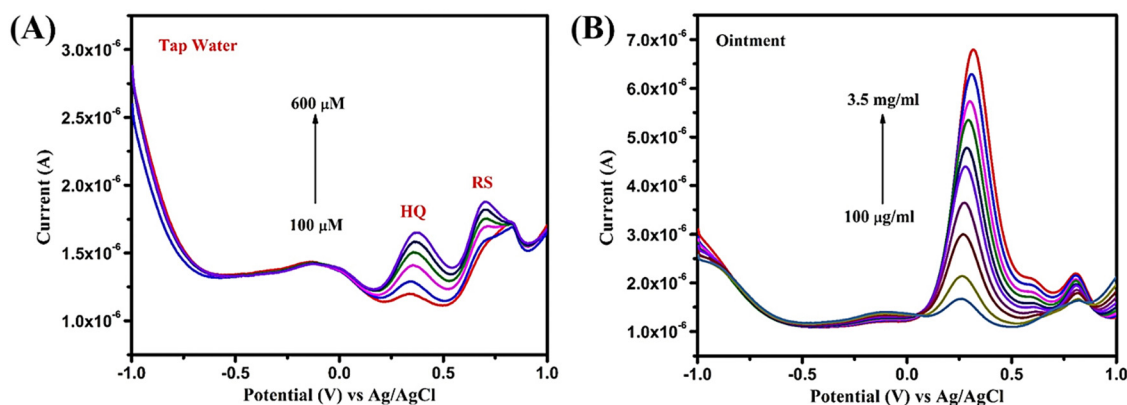 (A)
Tap Water
600 μM
100 μM
HQ
RS
3.0x10⁻⁶
2.5x10⁻⁶
2.0x10⁻⁶
1.5x10⁻⁶
1.0x10⁻⁶
Current (A)
-1.0 -0.5 0.0 0.5 1.0
Potential (V) vs Ag/AgCl
(B)
Ointment
3.5 mg/ml
100 μg/ml
7.0x10⁻⁶
6.0x10⁻⁶
5.0x10⁻⁶
4.0x10⁻⁶
3.0x10⁻⁶
2.0x10⁻⁶
1.0x10⁻⁶
Current (A)
-1.0 -0.5 0.0 0.5 1.0
Potential (V) vs Ag/AgCl